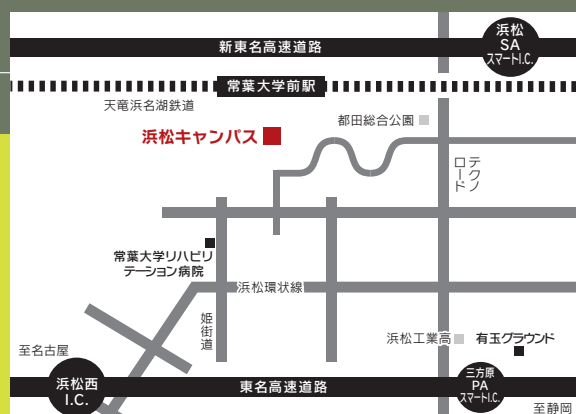 浜松
SA
スマートI.C.
新東名高速道路
常葉大学前駅
天竜浜名湖鉄道
都田総合公園
浜松キャンパス
テクノ
ロード
常葉大学リハビリ
テーション病院
浜松環状線
姫街道
浜松工業高
有玉グラウンド
至名古屋
浜松西
I.C.
東名高速道路
三方原
PA
スマートI.C.
至静岡